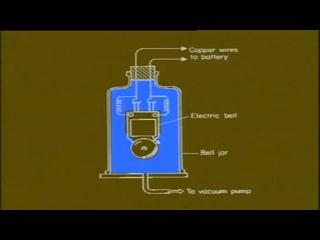 Copper wires
to battery
Electric bell
Bell jar
To vacuum pump